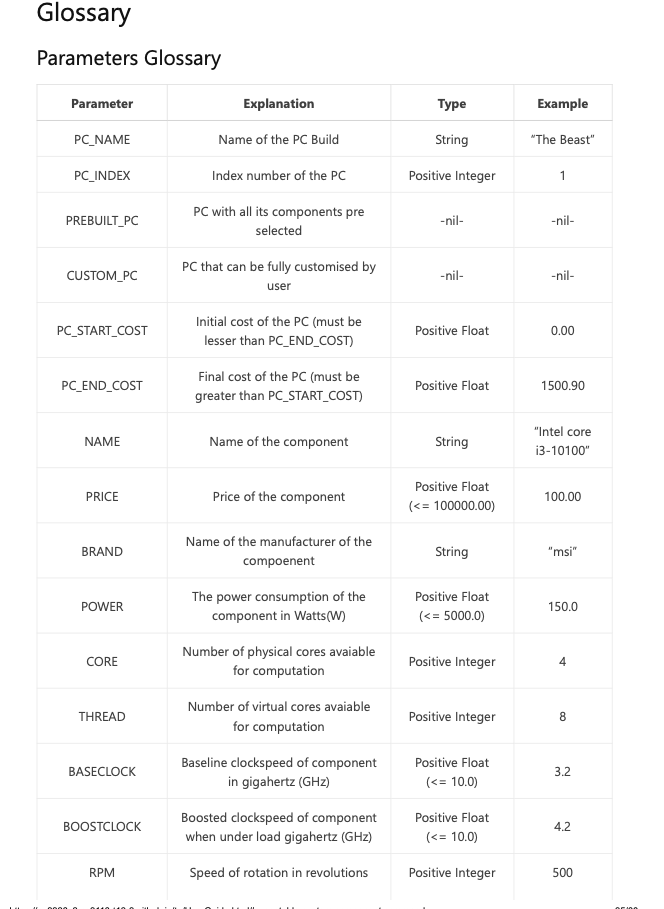 Glossary
Parameters Glossary
Parameter Explanation Type Example
PC_NAME Name of the PC Build String “The Beast”
PC_INDEX Index number of the PC Positive Integer 1
PREBUILT_PC PC with all its components pre selected -nil- -nil-
CUSTOM_PC PC that can be fully customised by user -nil- -nil-
PC_START_COST Initial cost of the PC (must be lesser than PC_END_COST) Positive Float 0.00
PC_END_COST Final cost of the PC (must be greater than PC_START_COST) Positive Float 1500.90
NAME Name of the component String “Intel core i3-10100”
PRICE Price of the component Positive Float (<= 100000.00) 100.00
BRAND Name of the manufacturer of the compoenent String “msi”
POWER The power consumption of the component in Watts(W) Positive Float (<= 5000.0) 150.0
CORE Number of physical cores avaiable for computation Positive Integer 4
THREAD Number of virtual cores avaiable for computation Positive Integer 8
BASECLOCK Baseline clockspeed of component in gigahertz (GHz) Positive Float (<= 10.0) 3.2
BOOSTCLOCK Boosted clockspeed of component when under load gigahertz (GHz) Positive Float (<= 10.0) 4.2
RPM Speed of rotation in revolutions Positive Integer 500